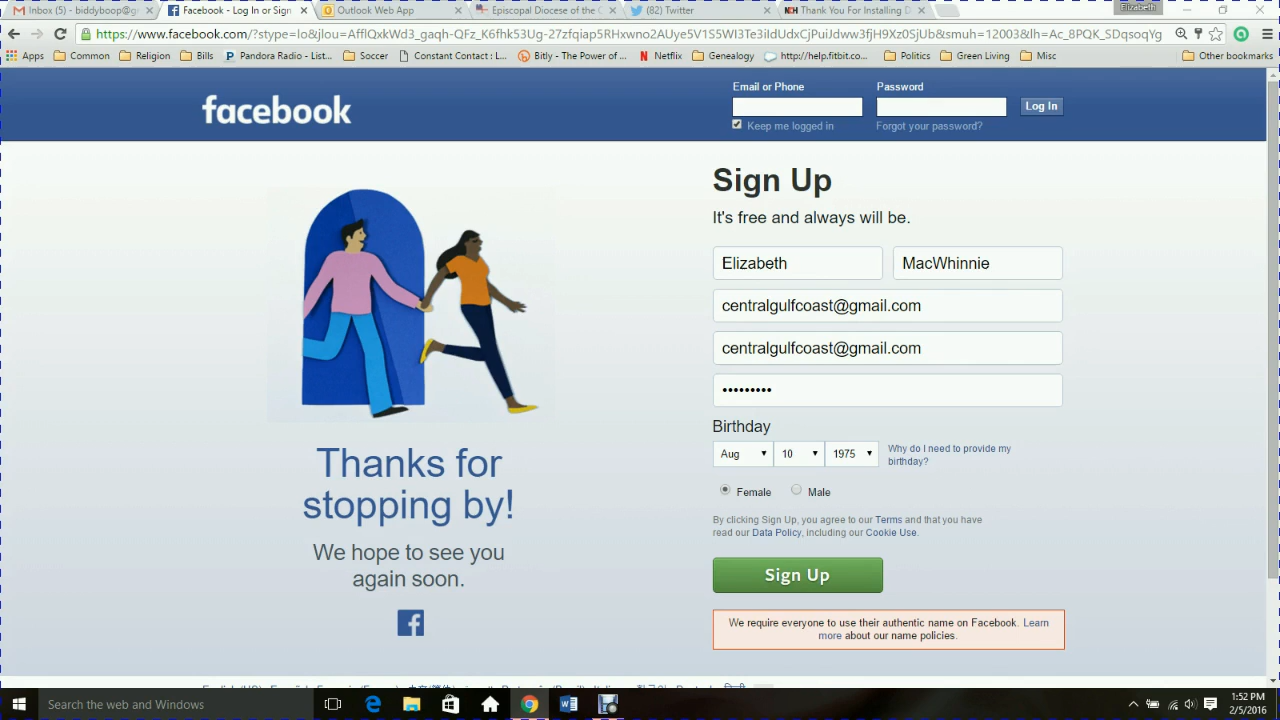 Inbox (5) - biddyboop@g
Facebook - Log In or Sign
Outlook Web App
Episcopal Diocese of the C
(82) Twitter
Thank You For Installing D
Elizabeth
https://www.facebook.com/?stype=lo&jlou=AfflQxkWd3_gaqh-QFz_K6fhk53Ug-27zfqiap5RHxwno2AUye5V1S5WI3Te3iIdUdxCjPuiJdww3fjH9Xz0SjUb&smuh=12003&lh=Ac_8PQK_SDqsoqYg
Apps Common Religion Bills Pandora Radio - List... Soccer Constant Contact : L... Bitly - The Power of ... Netflix Genealogy http://help.fitbit.co... Politics Green Living Misc Other bookmarks
facebook
Email or Phone Password
Log In
Keep me logged in Forgot your password?
Sign Up
It's free and always will be.
Elizabeth MacWhinnie
centralgulfcoast@gmail.com
centralgulfcoast@gmail.com
•••••••••
Birthday
Aug 10 1975
Why do I need to provide my
birthday?
Female Male
By clicking Sign Up, you agree to our Terms and that you have
read our Data Policy, including our Cookie Use.
Sign Up
We require everyone to use their authentic name on Facebook. Learn
more about our name policies.
Thanks for
stopping by!
We hope to see you
again soon.
Search the web and Windows
1:52 PM
2/5/2016